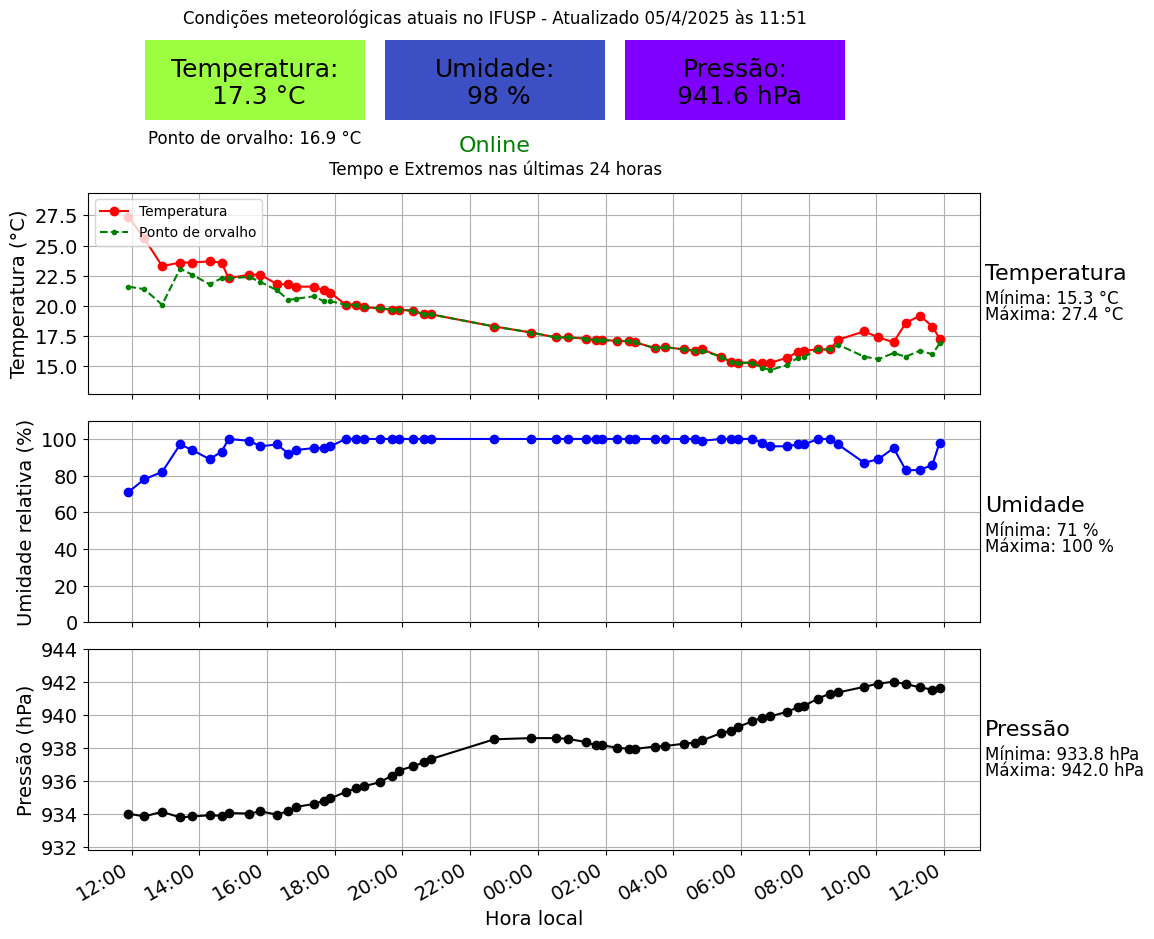 Condições meteorológicas atuais no IFUSP - Atualizado 05/4/2025 às 11:51
Temperatura:
17.3 °C
Umidade:
98 %
Pressão:
941.6 hPa
Ponto de orvalho: 16.9 °C
Online
Tempo e Extremos nas últimas 24 horas
Temperatura (°C)
27.5
25.0
22.5
20.0
17.5
15.0
Temperatura
Ponto de orvalho
Temperatura
Mínima: 15.3 °C
Máxima: 27.4 °C
Umidade relativa (%)
100
80
60
40
20
0
Umidade
Mínima: 71 %
Máxima: 100 %
Pressão (hPa)
944
942
940
938
936
934
932
Pressão
Mínima: 933.8 hPa
Máxima: 942.0 hPa
12:00 14:00 16:00 18:00 20:00 22:00 00:00 02:00 04:00 06:00 08:00 10:00 12:00
Hora local